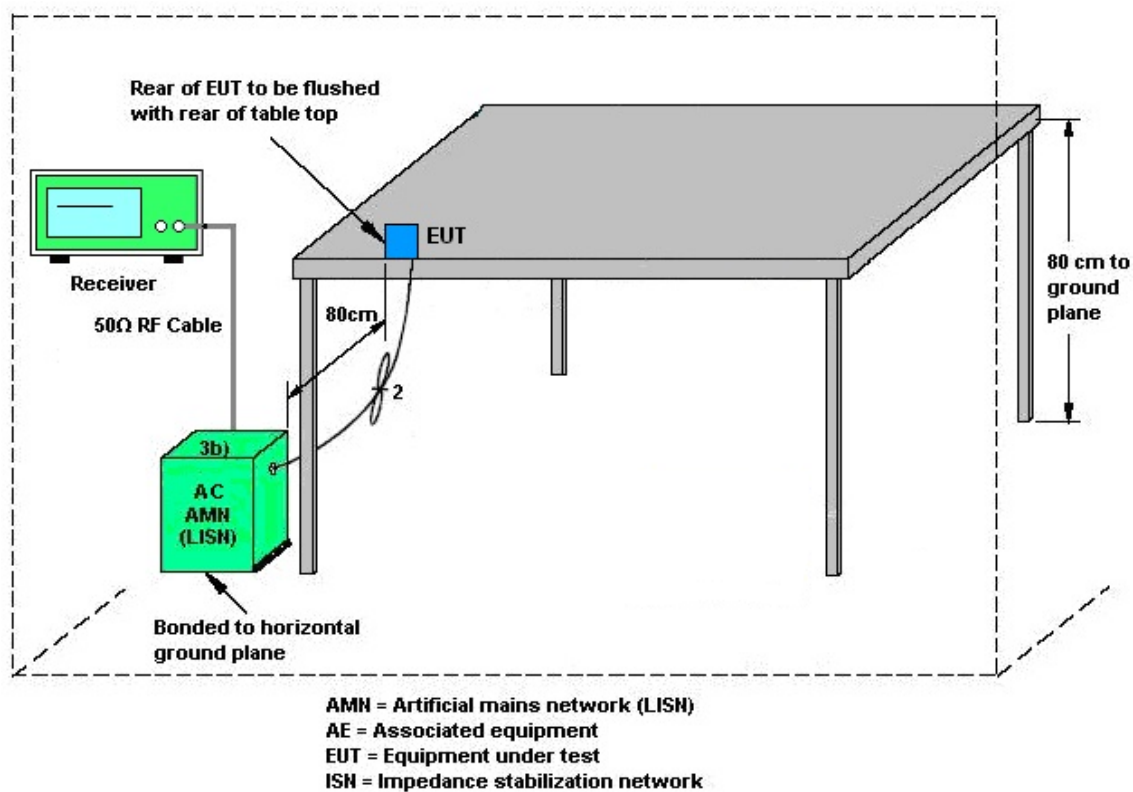 Rear of EUT to be flushed
with rear of table top
EUT
Receiver
80 cm to
ground
plane
80cm
50Ω RF Cable
2
3b)
AC
AMN
(LISN)
Bonded to horizontal
ground plane
AMN = Artificial mains network (LISN)
AE = Associated equipment
EUT = Equipment under test
ISN = Impedance stabilization network